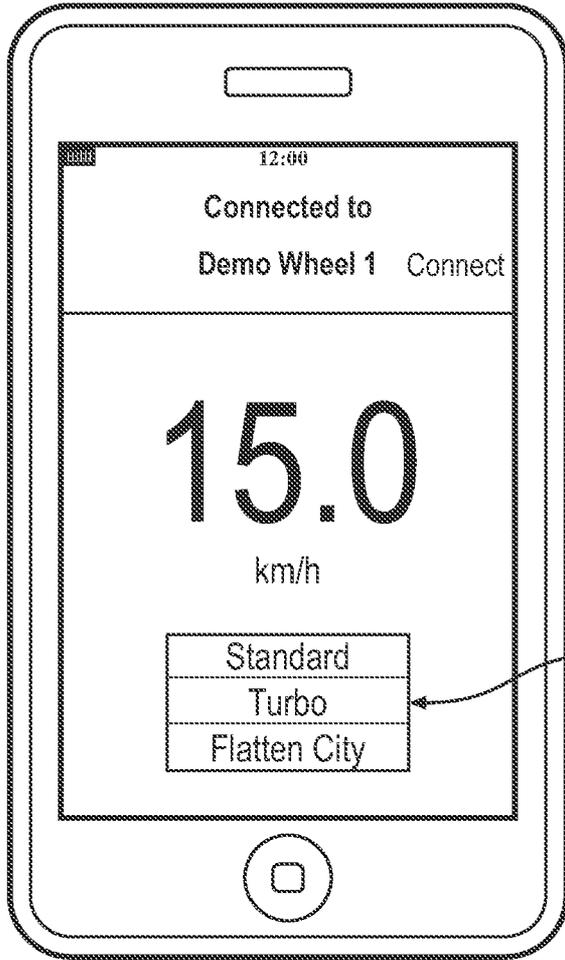 12:00
Connected to
Demo Wheel 1 Connect
15.0
km/h
Standard
Turbo
Flatten City